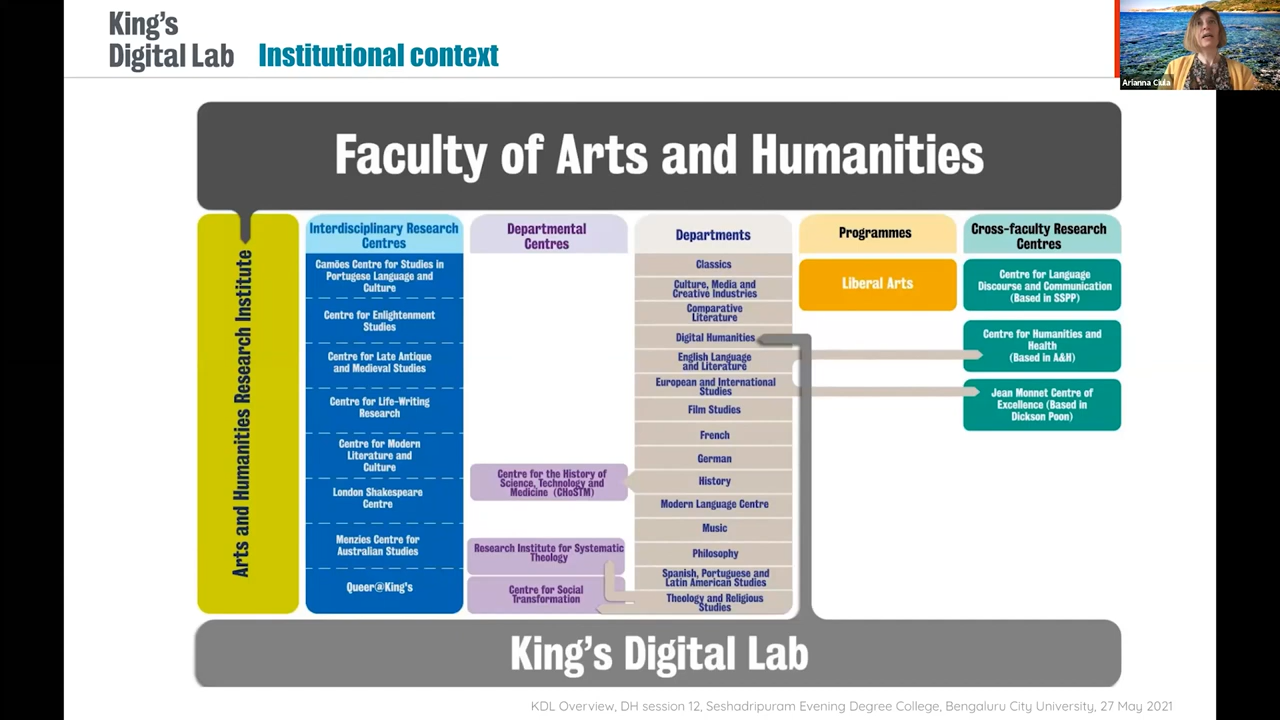 King's
Digital Lab
Institutional context
Arianna Ciula
Faculty of Arts and Humanities
Arts and Humanities Research Institute
Interdisciplinary Research
Centres
Camões Centre for Studies in
Portugese Language and
Culture
Centre for Enlightenment
Studies
Centre for Late Antique
and Medieval Studies
Centre for Life-Writing
Research
Centre for Modern
Literature and
Culture
London Shakespeare
Centre
Menzies Centre for
Australian Studies
Queer@King's
Departmental
Centres
Centre for the History of
Science, Technology and
Medicine (CHoSTM)
Research Institute for Systematic
Theology
Centre for Social
Transformation
Departments
Classics
Culture, Media and
Creative Industries
Comparative
Literature
Digital Humanities
English Language
and Literature
European and International
Studies
Film Studies
French
German
History
Modern Language Centre
Music
Philosophy
Spanish, Portuguese and
Latin American Studies
Theology and Religious
Studies
Programmes
Liberal Arts
Cross-faculty Research
Centres
Centre for Language
Discourse and Communication
(Based in SSPP)
Centre for Humanities and
Health
(Based in A&H)
Jean Monnet Centre of
Excellence (Based in
Dickson Poon)
King's Digital Lab
KDL Overview, DH session 12, Seshadripuram Evening Degree College, Bengaluru City University, 27 May 2021